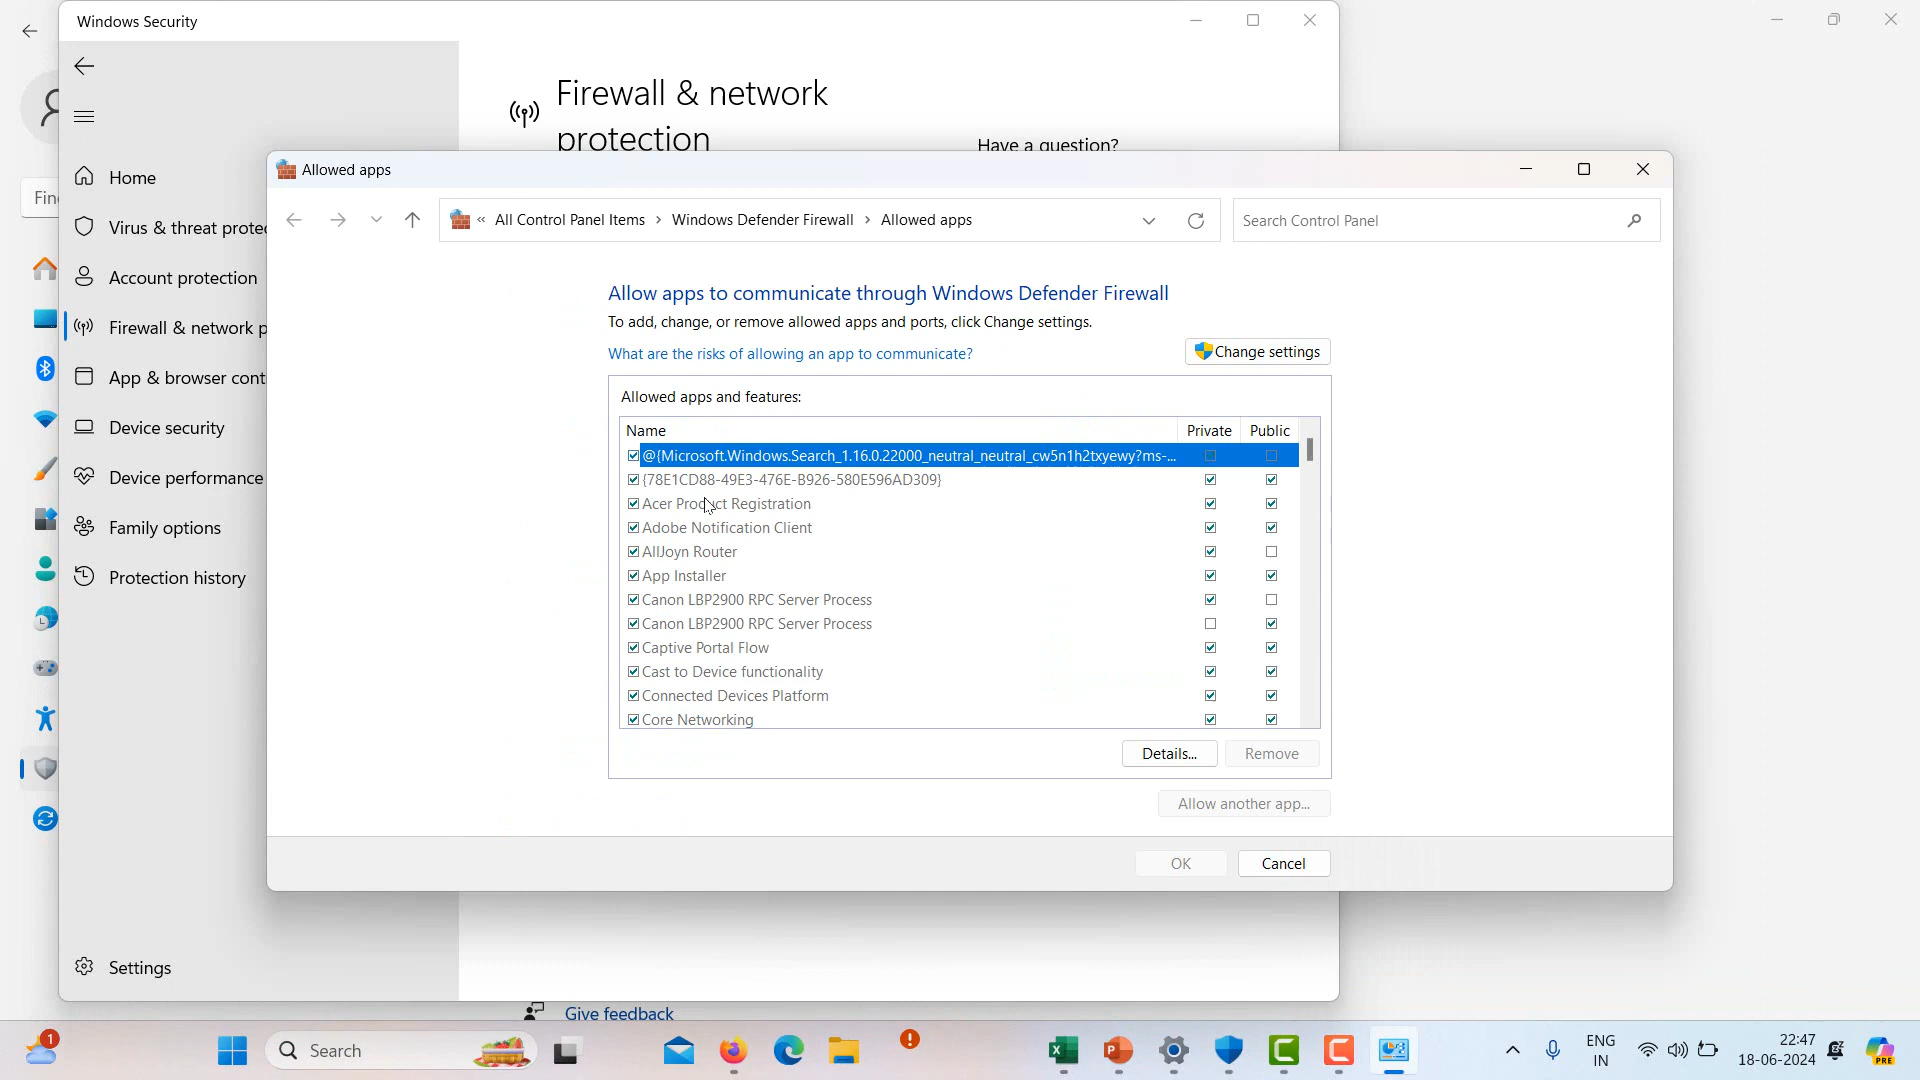 Windows Security
Firewall & network
protection
Have a question?
Home
Virus & threat prote
Account protection
Firewall & network p
App & browser cont
Device security
Device performance
Family options
Protection history
Settings
Give feedback
Allowed apps
« All Control Panel Items > Windows Defender Firewall > Allowed apps
Search Control Panel
Allow apps to communicate through Windows Defender Firewall
To add, change, or remove allowed apps and ports, click Change settings.
What are the risks of allowing an app to communicate?
Change settings
Allowed apps and features:
Name Private Public
@{Microsoft.Windows.Search_1.16.0.22000_neutral_neutral_cw5n1h2txyewy?ms-...
{78E1CD88-49E3-476E-B926-580E596AD309}
Acer Product Registration
Adobe Notification Client
AllJoyn Router
App Installer
Canon LBP2900 RPC Server Process
Canon LBP2900 RPC Server Process
Captive Portal Flow
Cast to Device functionality
Connected Devices Platform
Core Networking
Details... Remove
Allow another app...
OK Cancel
1
Search
ENG
IN
22:47
18-06-2024
PRE